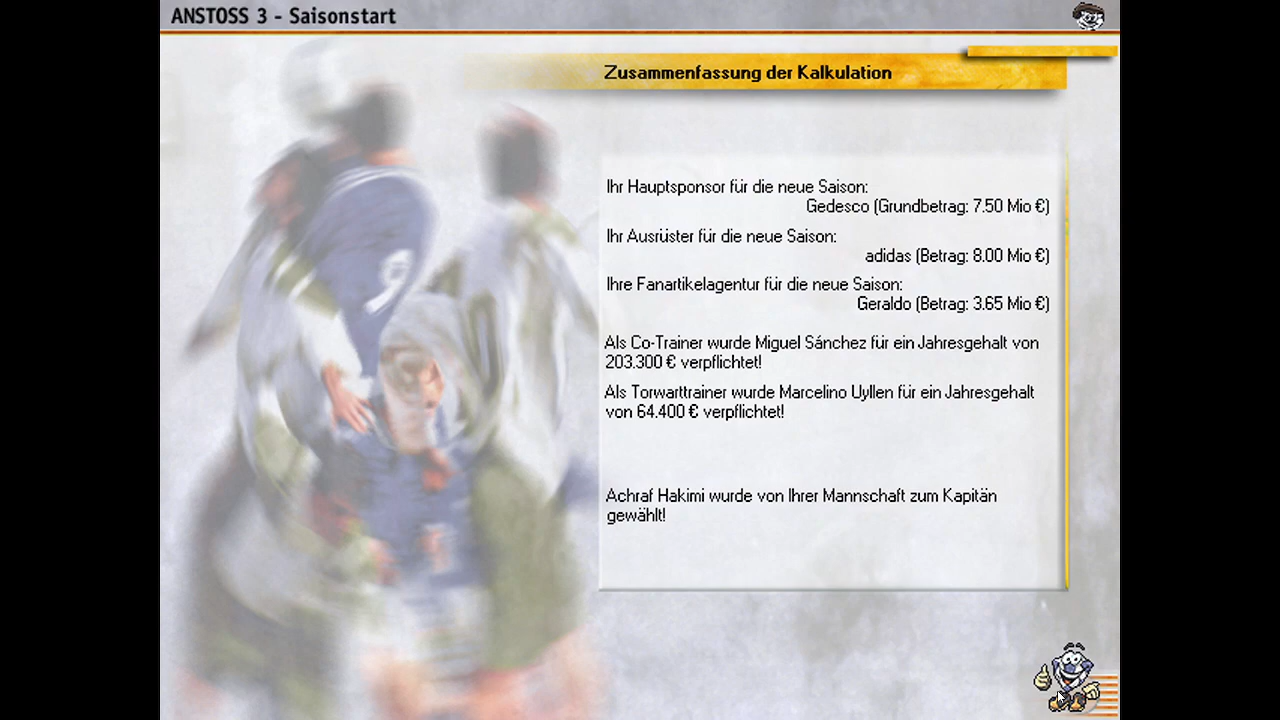 ANSTOSS 3 - Saisonstart
Zusammenfassung der Kalkulation
Ihr Hauptsponsor für die neue Saison:
Gedesco (Grundbetrag: 7.50 Mio €)
Ihr Ausrüster für die neue Saison:
adidas (Betrag: 8.00 Mio €)
Ihre Fanartikelagentur für die neue Saison:
Geraldo (Betrag: 3.65 Mio €)
Als Co-Trainer wurde Miguel Sánchez für ein Jahresgehalt von
203.300 € verpflichtet!
Als Torwarttrainer wurde Marcelino Uyllen für ein Jahresgehalt
von 64.400 € verpflichtet!
Achraf Hakimi wurde von Ihrer Mannschaft zum Kapitän
gewählt!